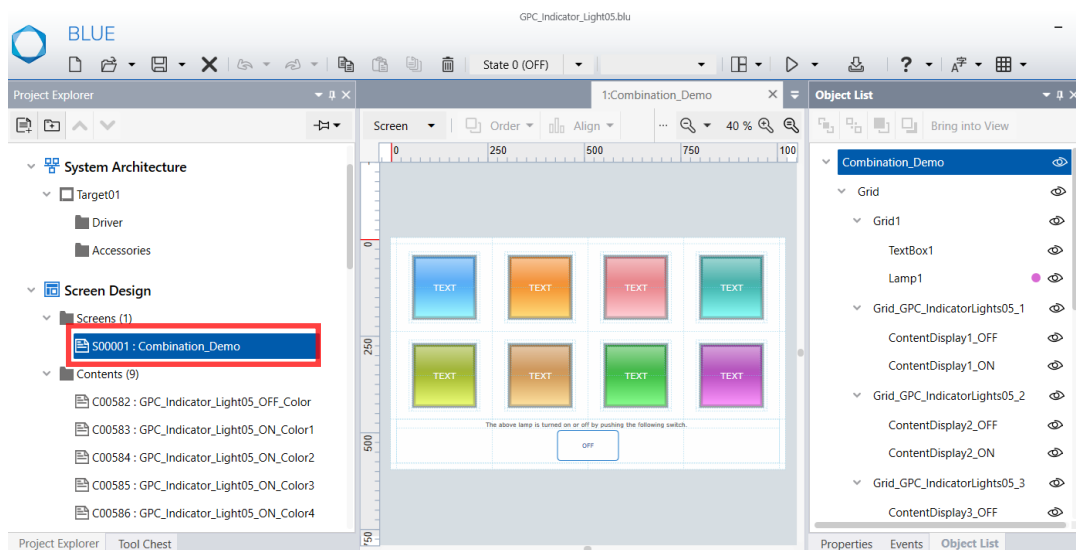 GPC_Indicator_Light05.blu
BLUE
State 0 (OFF)
Project Explorer
System Architecture
Target01
Driver
Accessories
Screen Design
Screens (1)
S00001 : Combination_Demo
Contents (9)
C00582 : GPC_Indicator_Light05_OFF_Color
C00583 : GPC_Indicator_Light05_ON_Color1
C00584 : GPC_Indicator_Light05_ON_Color2
C00585 : GPC_Indicator_Light05_ON_Color3
C00586 : GPC_Indicator_Light05_ON_Color4
Project Explorer Tool Chest
1:Combination_Demo
Screen Order Align ... 40 %
0 250 500 750 100
0
TEXT TEXT TEXT TEXT
250
TEXT TEXT TEXT TEXT
The above lamp is turned on or off by pushing the following switch.
500
OFF
750
Object List
Bring into View
Combination_Demo
Grid
Grid1
TextBox1
Lamp1
Grid_GPC_IndicatorLights05_1
ContentDisplay1_OFF
ContentDisplay1_ON
Grid_GPC_IndicatorLights05_2
ContentDisplay2_OFF
ContentDisplay2_ON
Grid_GPC_IndicatorLights05_3
ContentDisplay3_OFF
Properties Events Object List